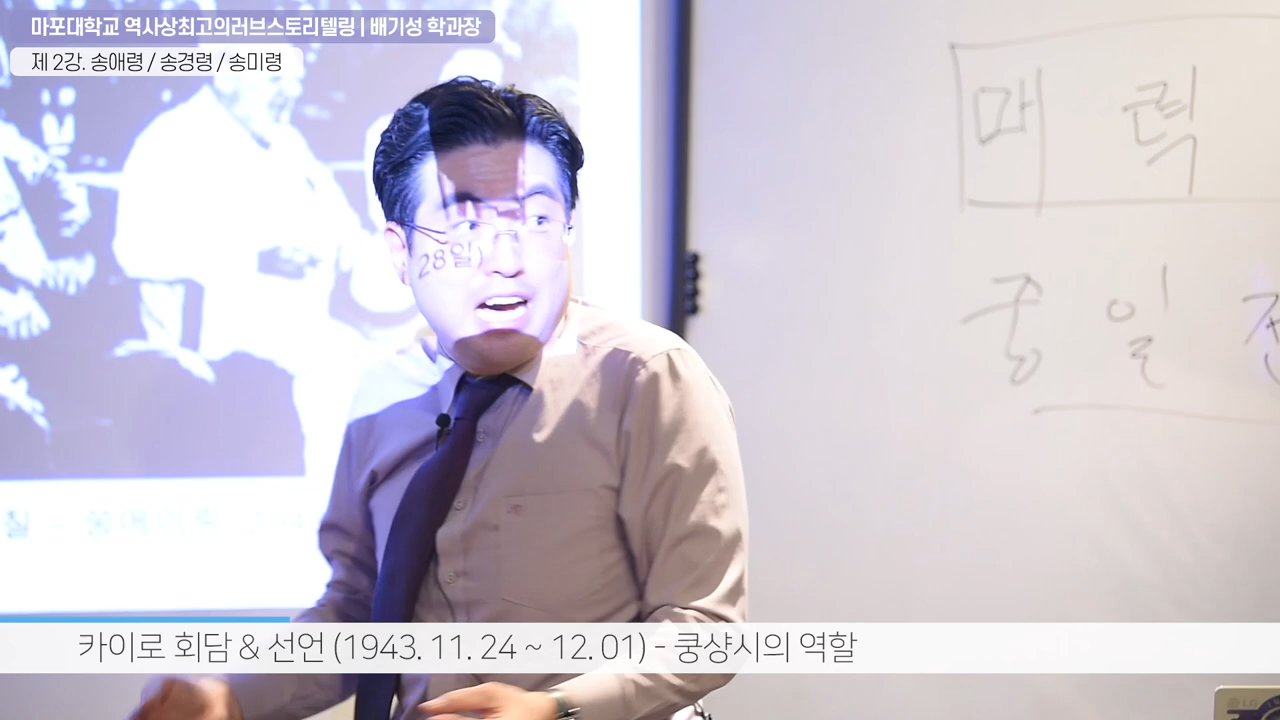 마포대학교 역사상최고의러브스토리텔링 | 배기성 학과장
제 2강. 송애령 / 송경령 / 송미령
매 력
궁 일
28일)
카이로 회담 & 선언 (1943. 11. 24 ~ 12. 01) - 쿵샹시의 역할
LG